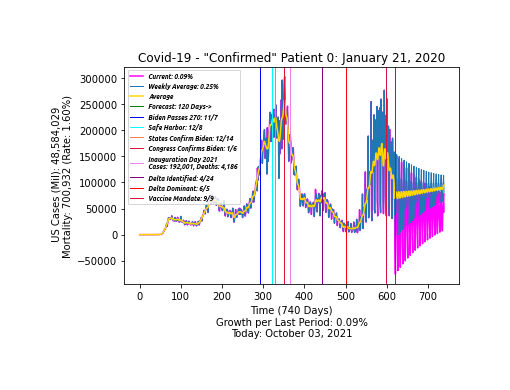 Covid-19 - "Confirmed" Patient 0: January 21, 2020
US Cases (Mil): 48,584,029
Mortality: 700,932 (Rate: 1.60%)
300000
250000
200000
150000
100000
50000
0
−50000
Current: 0.09%
Weekly Average: 0.25%
Average
Forecast: 120 Days->
Biden Passes 270: 11/7
Safe Harbor: 12/8
States Confirm Biden: 12/14
Congress Confirms Biden: 1/6
Inauguration Day 2021
Cases: 192,001, Deaths: 4,186
Delta Identified: 4/24
Delta Dominant: 6/5
Vaccine Mandate: 9/9
0 100 200 300 400 500 600 700
Time (740 Days)
Growth per Last Period: 0.09%
Today: October 03, 2021